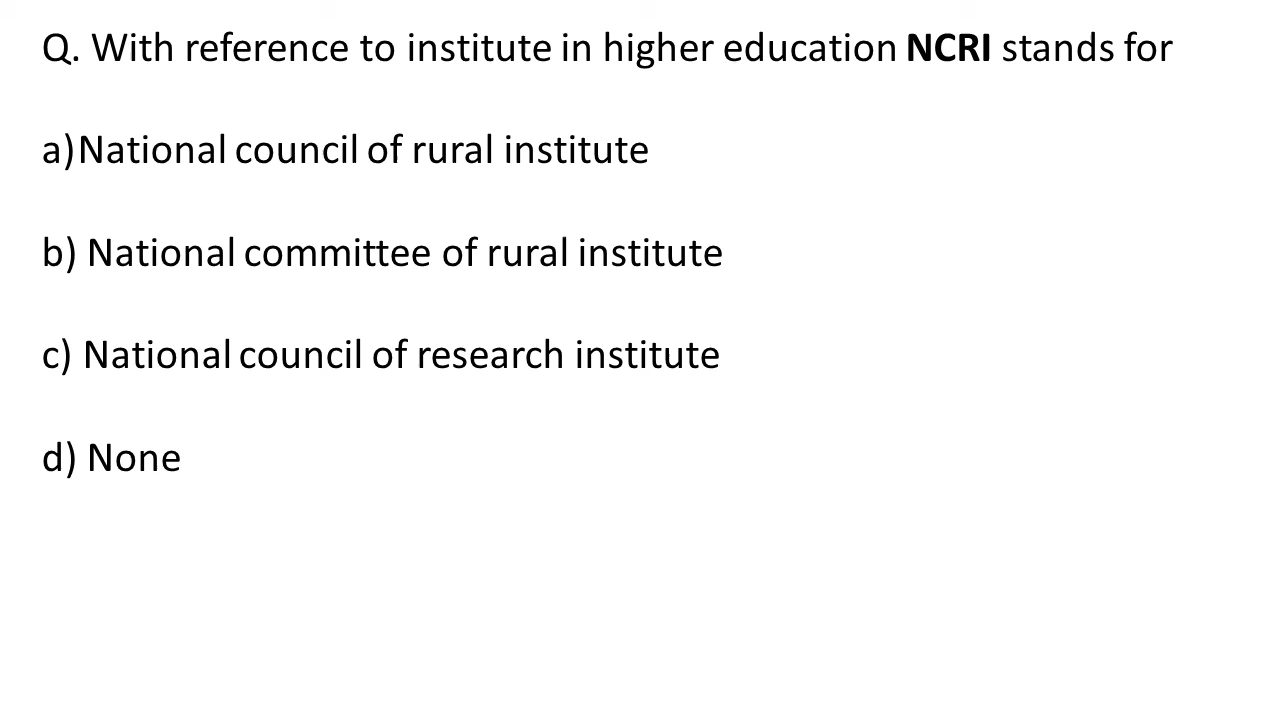 Q. With reference to institute in higher education NCRI stands for
a)National council of rural institute
b) National committee of rural institute
c) National council of research institute
d) None